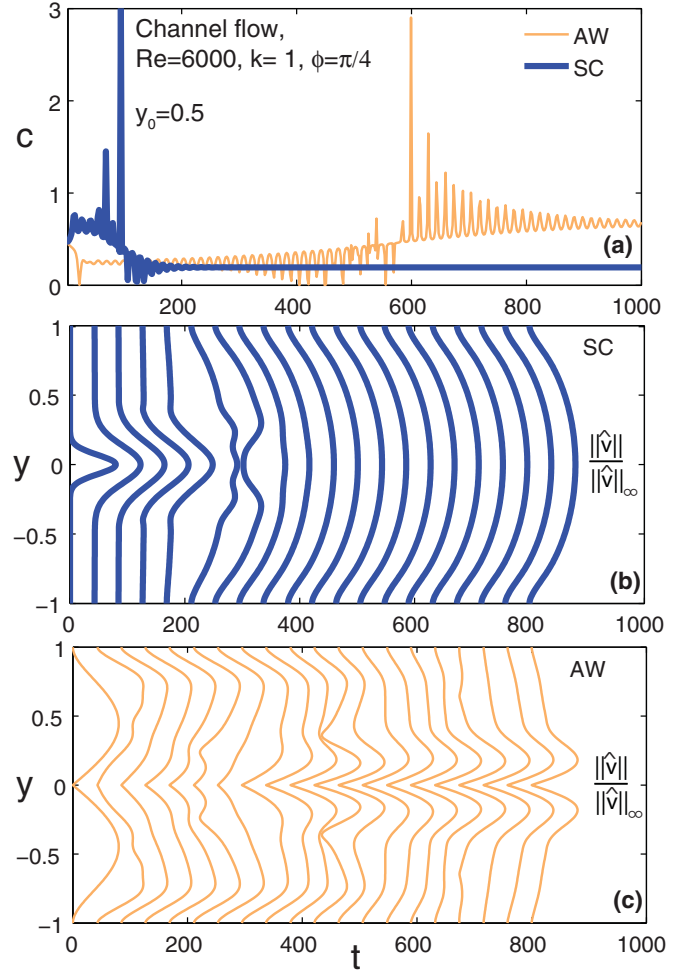 3
Channel flow,
Re=6000, k= 1, ϕ=π/4
AW
SC
2
y₀=0.5
c
1
(a)
0
200 400 600 800 1000
1
SC
0.5
y 0
||v̂||
||v̂||∞
−0.5
(b)
−1
0 200 400 600 800 1000
1
AW
0.5
y 0
||v̂||
||v̂||∞
−0.5
(c)
−1
0 200 400 600 800 1000
t